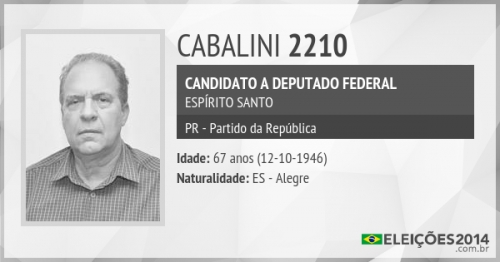 CABALINI 2210
CANDIDATO A DEPUTADO FEDERAL
ESPÍRITO SANTO
PR - Partido da República
Idade: 67 anos (12-10-1946)
Naturalidade: ES - Alegre
ELEIÇÕES2014
.com.br